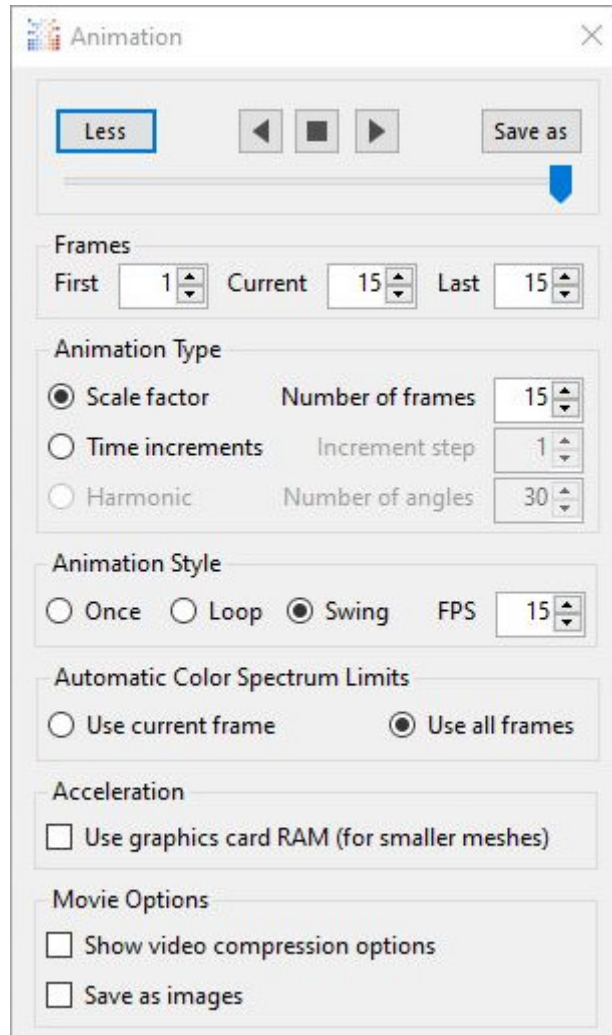 Animation
Less Save as
Frames
First 1 Current 15 Last 15
Animation Type
Scale factor Number of frames 15
Time increments Increment step 1
Harmonic Number of angles 30
Animation Style
Once Loop Swing FPS 15
Automatic Color Spectrum Limits
Use current frame Use all frames
Acceleration
Use graphics card RAM (for smaller meshes)
Movie Options
Show video compression options
Save as images